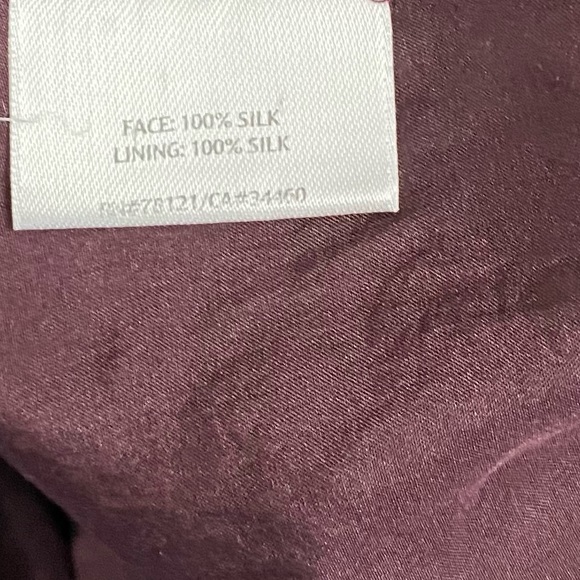 FACE: 100% SILK
LINING: 100% SILK
RN#78121/CA#34460